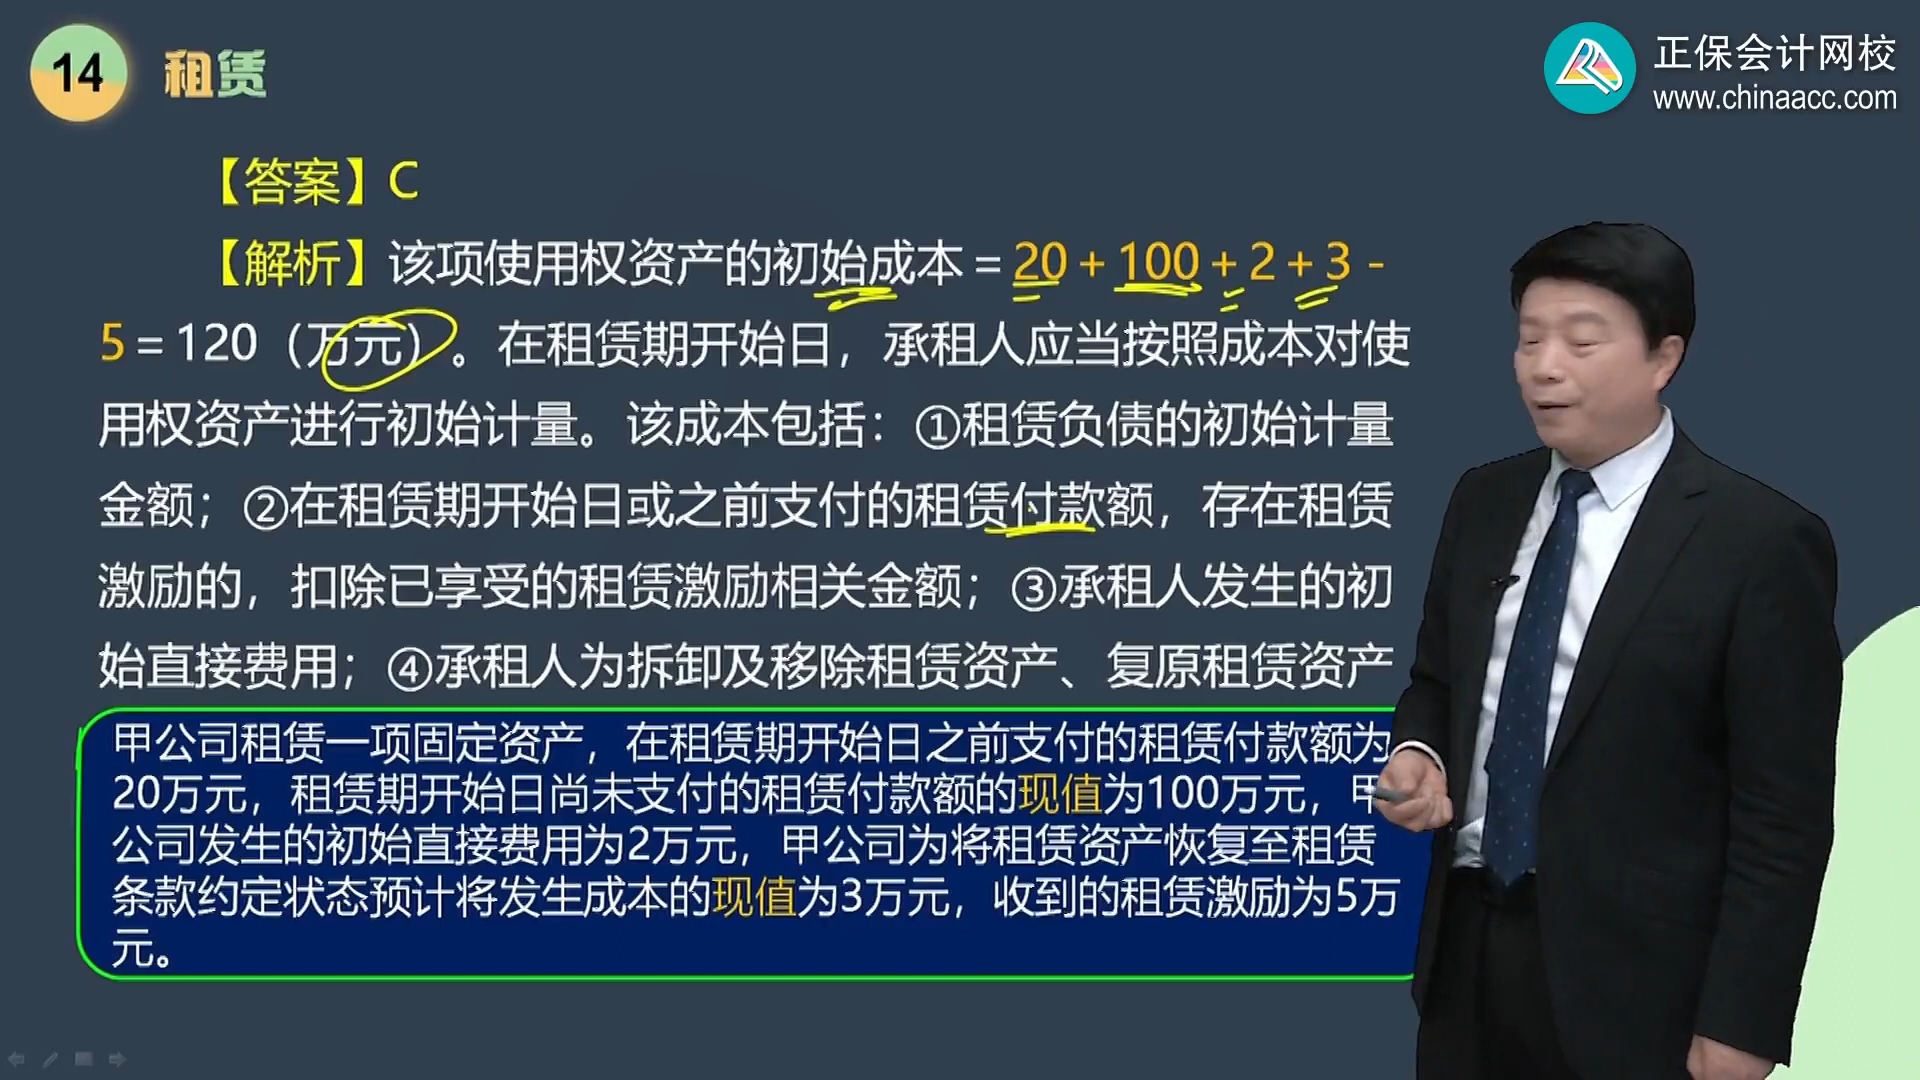 14 租赁
正保会计网校
www.chinaacc.com
【答案】C
【解析】该项使用权资产的初始成本=20+100+2+3-
5=120（万元）。在租赁期开始日，承租人应当按照成本对使
用权资产进行初始计量。该成本包括：①租赁负债的初始计量
金额；②在租赁期开始日或之前支付的租赁付款额，存在租赁
激励的，扣除已享受的租赁激励相关金额；③承租人发生的初
始直接费用；④承租人为拆卸及移除租赁资产、复原租赁资产
甲公司租赁一项固定资产，在租赁期开始日之前支付的租赁付款额为
20万元，租赁期开始日尚未支付的租赁付款额的现值为100万元，甲
公司发生的初始直接费用为2万元，甲公司为将租赁资产恢复至租赁
条款约定状态预计将发生成本的现值为3万元，收到的租赁激励为5万
元。